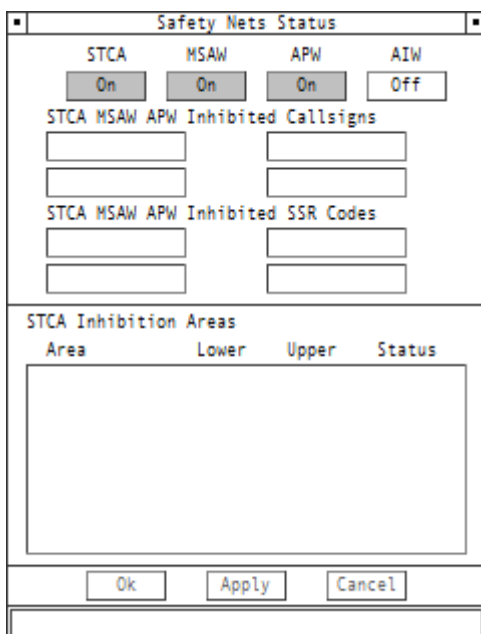 Safety Nets Status
STCA MSAW APW AIW
On On On Off
STCA MSAW APW Inhibited Callsigns
STCA MSAW APW Inhibited SSR Codes
STCA Inhibition Areas
Area Lower Upper Status
Ok Apply Cancel